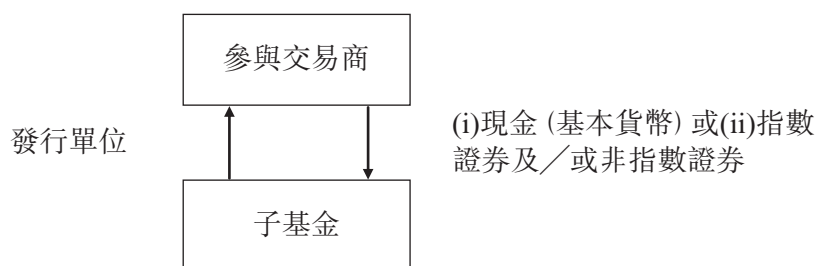 參與交易商
發行單位
(i)現金 (基本貨幣) 或(ii)指數
證券及╱或非指數證券
子基金